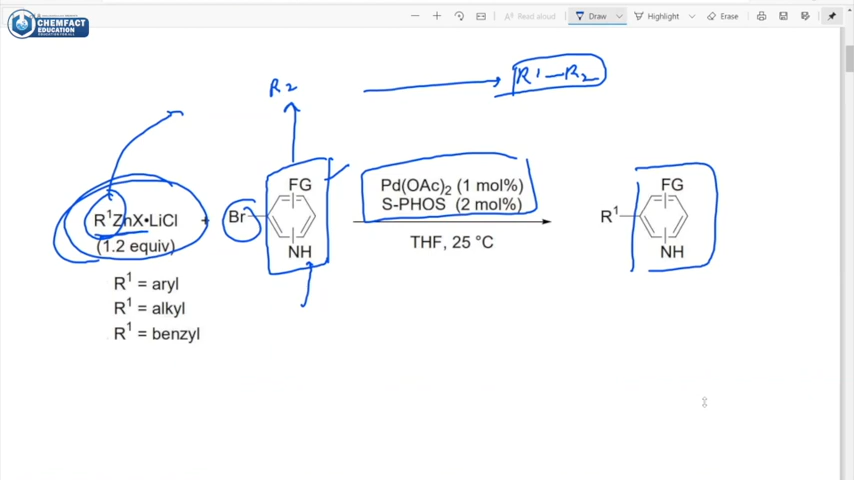 CHEMFACT
EDUCATION
Read aloud
Draw
Highlight
Erase
R2
R1-R2
R¹ZnX•LiCl
(1.2 equiv)
+
Br
FG
NH
Pd(OAc)₂ (1 mol%)
S-PHOS (2 mol%)
THF, 25 °C
R¹
FG
NH
R¹ = aryl
R¹ = alkyl
R¹ = benzyl